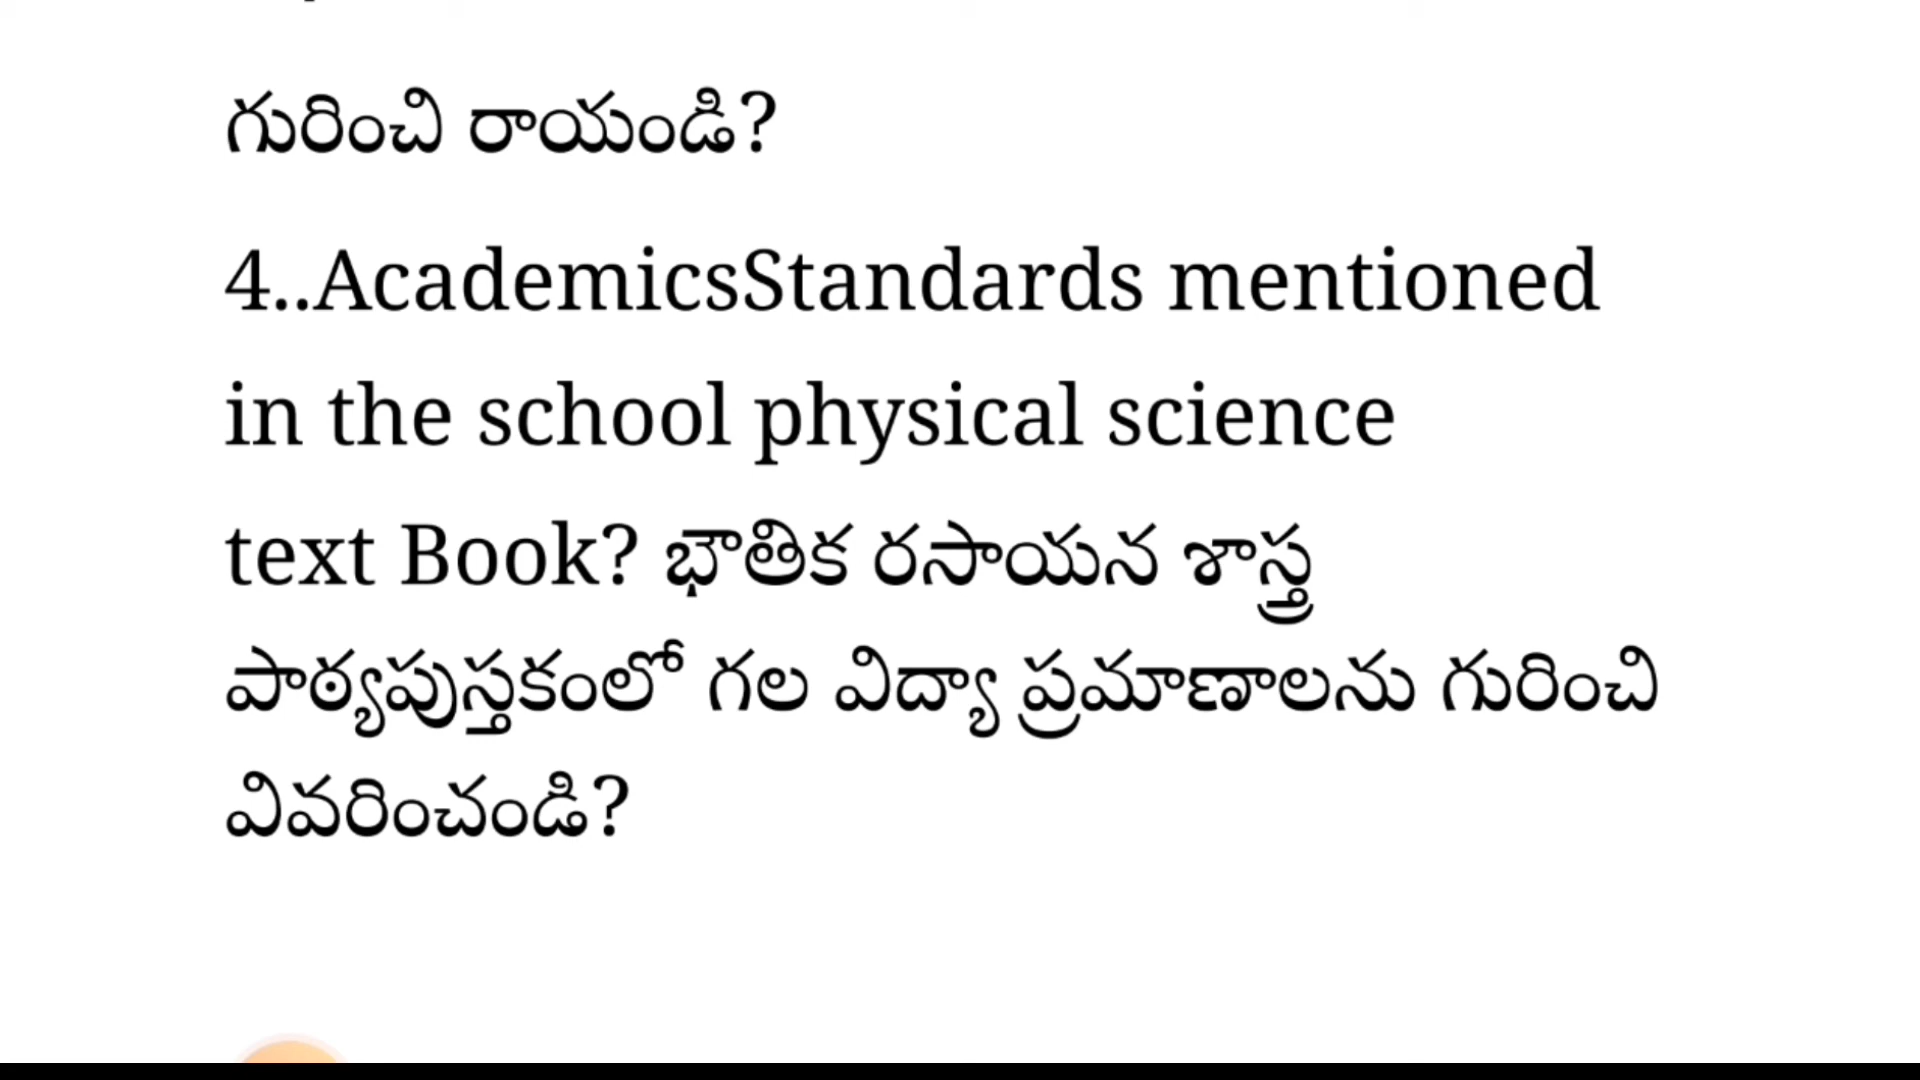 గురించి రాయండి?
4..AcademicsStandards mentioned
in the school physical science
text Book? భౌతిక రసాయన శాస్త్ర
పాఠ్యపుస్తకంలో గల విద్యా ప్రమాణాలను గురించి
వివరించండి?